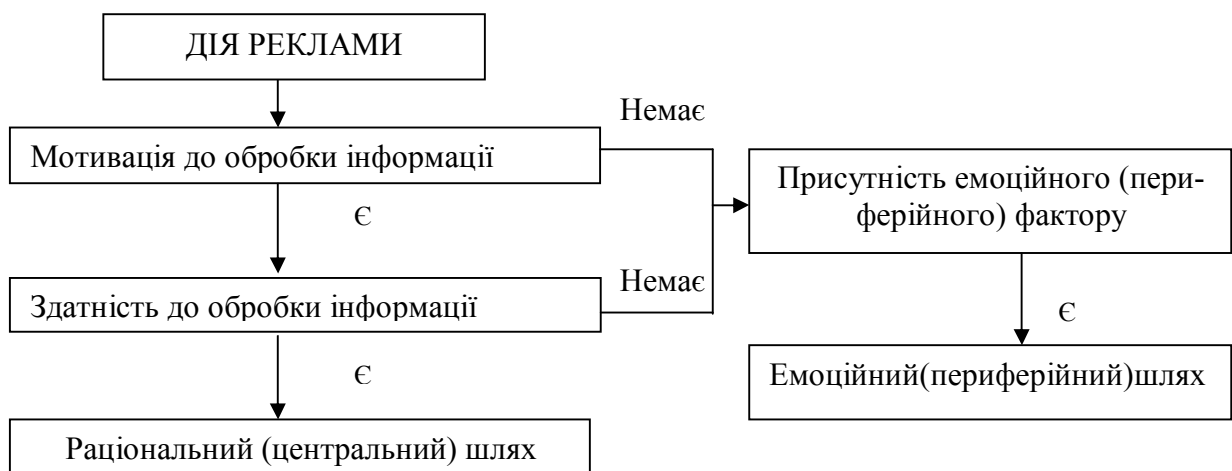 ДІЯ РЕКЛАМИ
Немає
Мотивація до обробки інформації
Присутність емоційного (пери-
ферійного) фактору
Є
Немає
Здатність до обробки інформації
Є
Є
Емоційний(периферійний)шлях
Раціональний (центральний) шлях